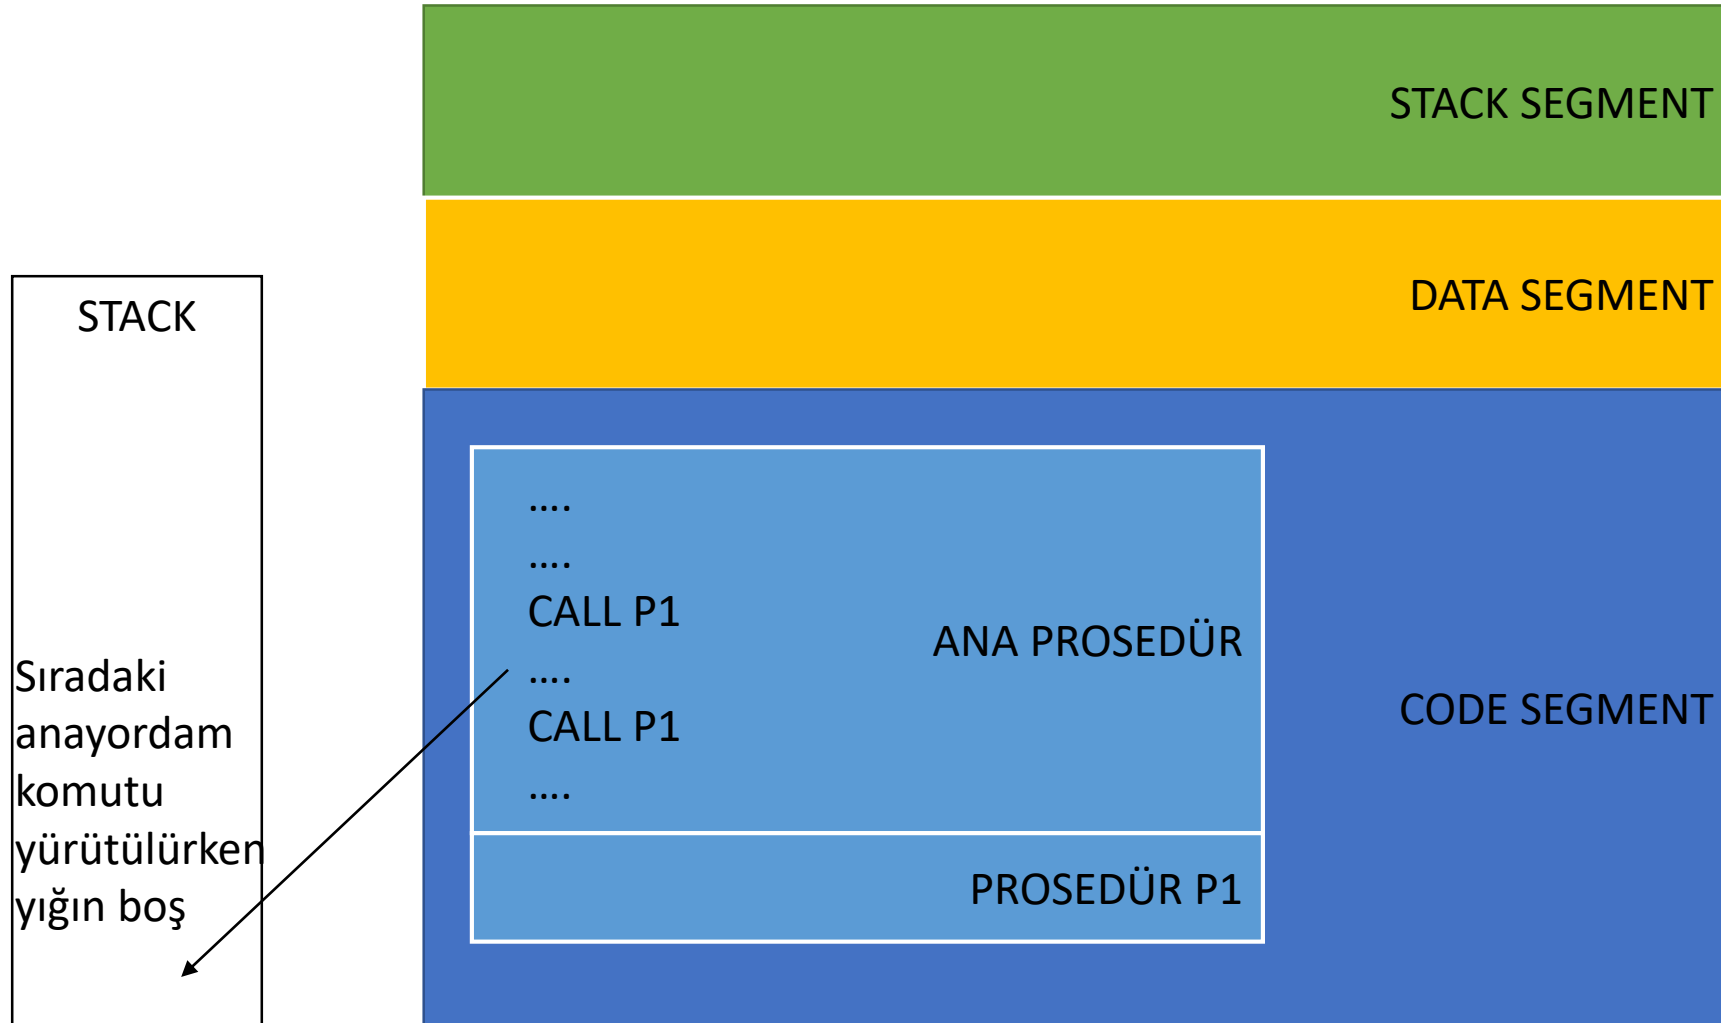 STACK SEGMENT
DATA SEGMENT
STACK
Sıradaki
anayordam
komutu
yürütülürken
yığın boş
....
....
CALL P1
....
CALL P1
....
ANA PROSEDÜR
PROSEDÜR P1
CODE SEGMENT